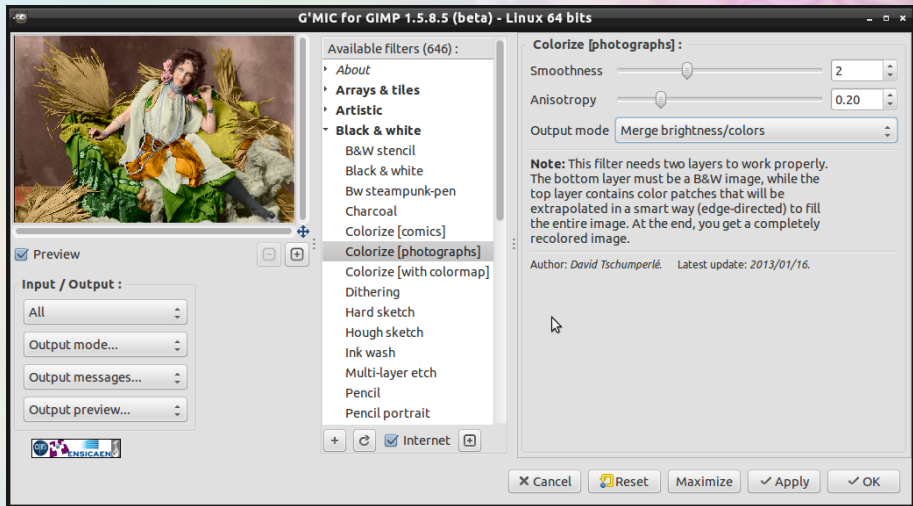 G'MIC for GIMP 1.5.8.5 (beta) - Linux 64 bits
Preview
Input / Output :
All
Output mode...
Output messages...
Output preview...
ENSICAEN
Available filters (646) :
About
Arrays & tiles
Artistic
Black & white
B&W stencil
Black & white
Bw steampunk-pen
Charcoal
Colorize [comics]
Colorize [photographs]
Colorize [with colormap]
Dithering
Hard sketch
Hough sketch
Ink wash
Multi-layer etch
Pencil
Pencil portrait
Internet
Colorize [photographs] :
Smoothness 2
Anisotropy 0.20
Output mode Merge brightness/colors
Note: This filter needs two layers to work properly.
The bottom layer must be a B&W image, while the
top layer contains color patches that will be
extrapolated in a smart way (edge-directed) to fill
the entire image. At the end, you get a completely
recolored image.
Author: David Tschumperlé. Latest update: 2013/01/16.
Cancel Reset Maximize Apply OK